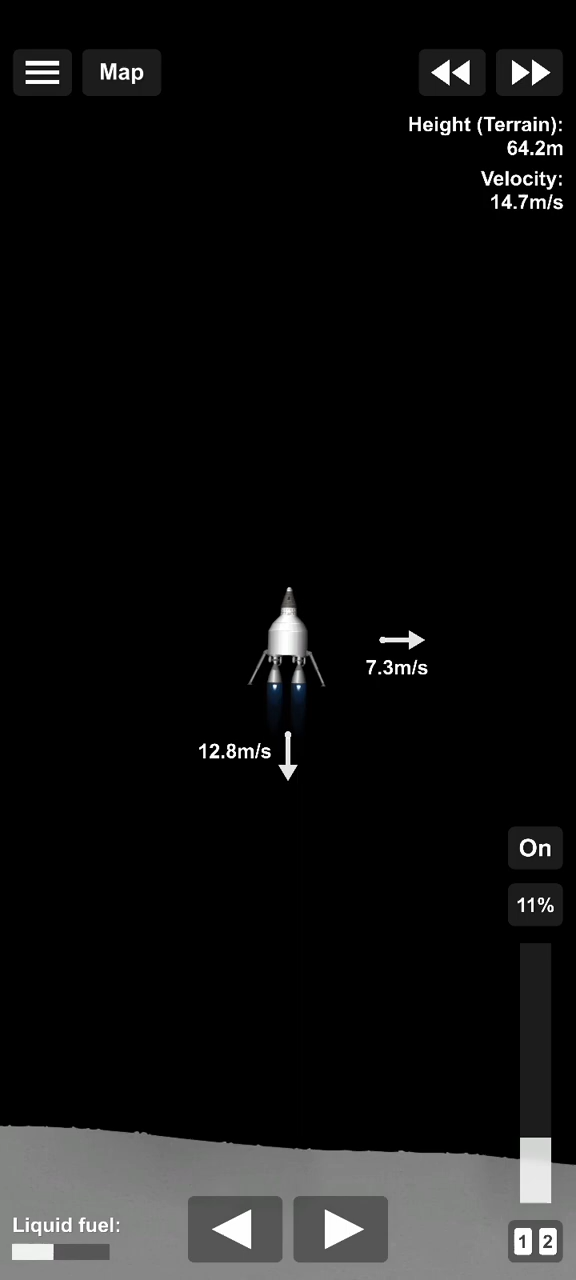 Map
Height (Terrain):
64.2m
Velocity:
14.7m/s
7.3m/s
12.8m/s
On
11%
Liquid fuel:
1 2